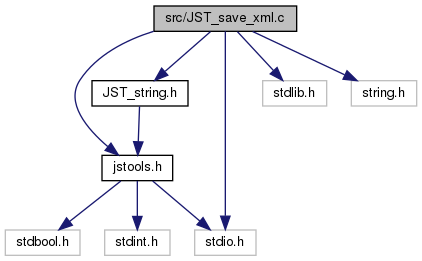 src/JST_save_xml.c
JST_string.h
stdlib.h
string.h
jstools.h
stdbool.h
stdint.h
stdio.h